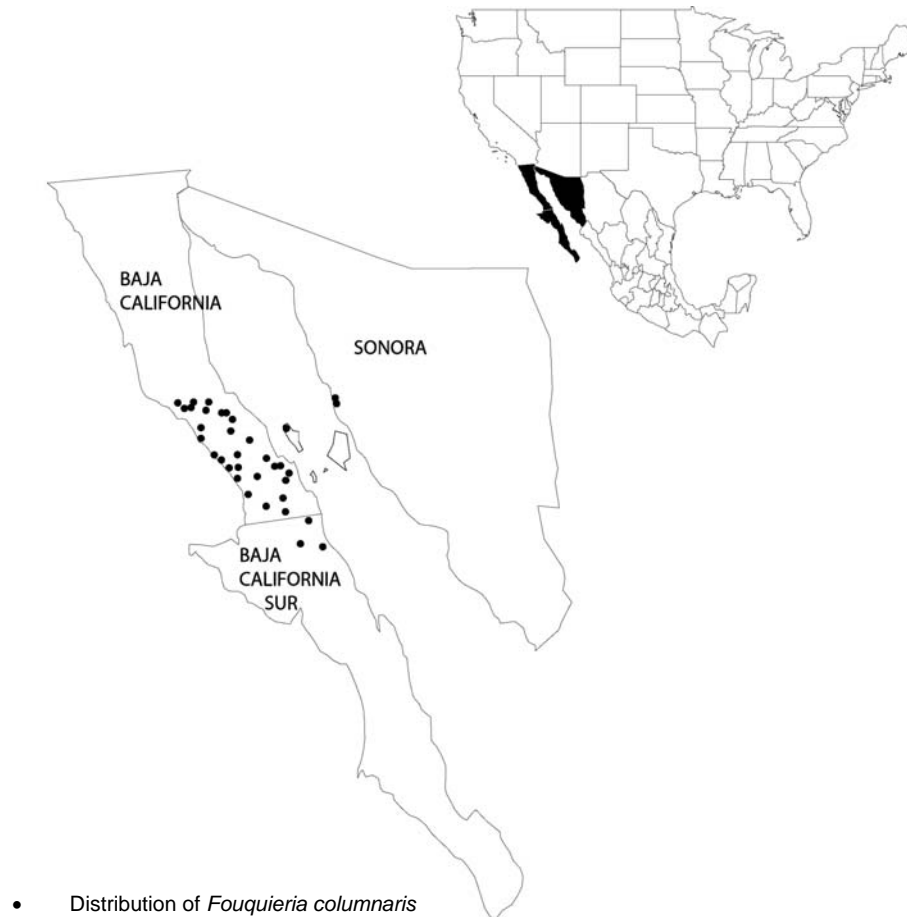 BAJA
CALIFORNIA
SONORA
BAJA
CALIFORNIA
SUR
• Distribution of Fouquieria columnaris